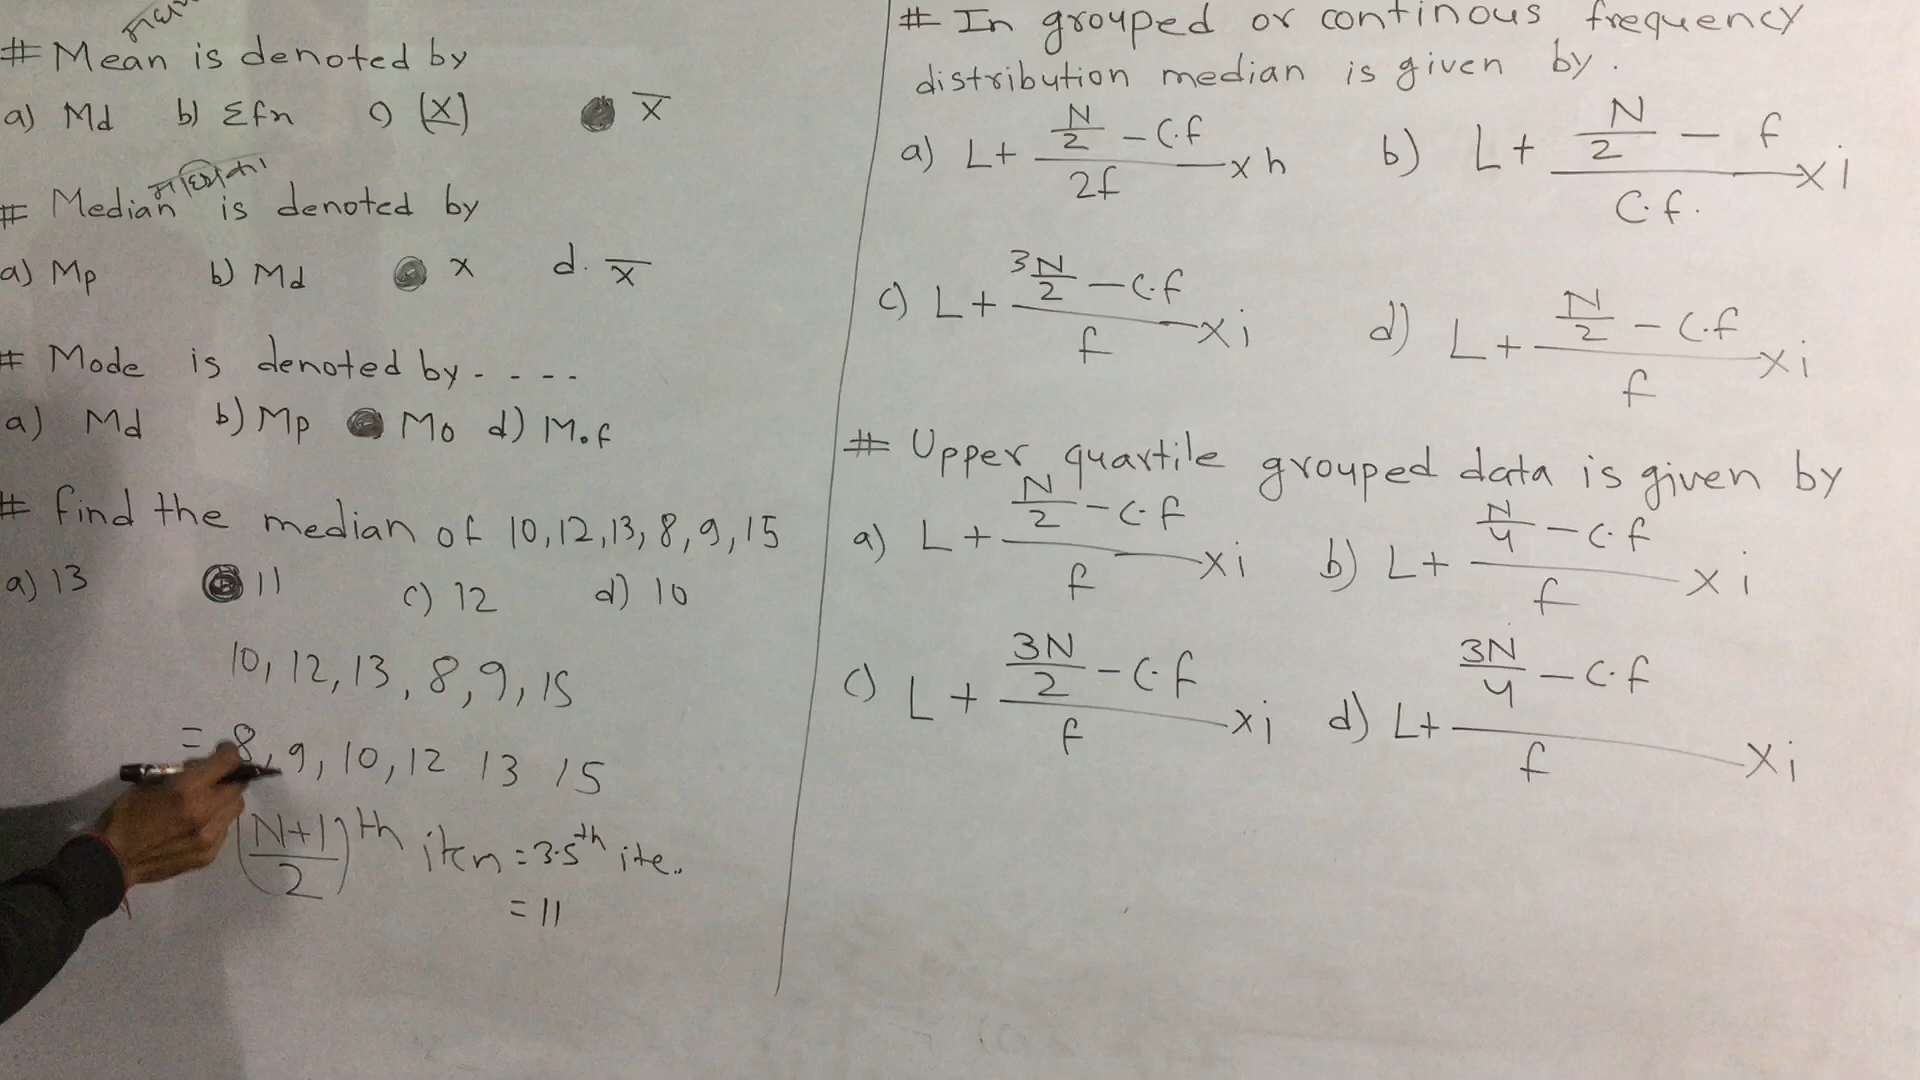 मध्य
# Mean is denoted by
a) Md b) Σfn c) (X) X̅
माध्यिका
# Median is denoted by
a) Mp b) Md x d. x̅
# Mode is denoted by - - - -
a) Md b) Mp Mo d) M.f
# find the median of 10,12,13,8,9,15
a) 13 11 c) 12 d) 10
10, 12, 13, 8, 9, 15
= 8, 9, 10, 12 13 15
(N+1/2)th item = 3.5th ite..
= 11
# In grouped or continous frequency
distribution median is given by.
a) L + (N/2 - c.f)/2f x h b) L + (N/2 - f)/c.f. x i
c) L + (3N/2 - c.f)/f x i d) L + (N/2 - c.f)/f x i
# Upper quartile grouped data is given by
a) L + (N/2 - c.f)/f x i b) L + (N/4 - c.f)/f x i
c) L + (3N/2 - c.f)/f x i d) L + (3N/4 - c.f)/f x i